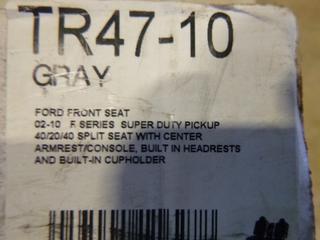 TR47-10
GRAY
FORD FRONT SEAT
02-10 F SERIES SUPER DUTY PICKUP
40/20/40 SPLIT SEAT WITH CENTER
ARMREST/CONSOLE, BUILT IN HEADRESTS
AND BUILT-IN CUPHOLDER